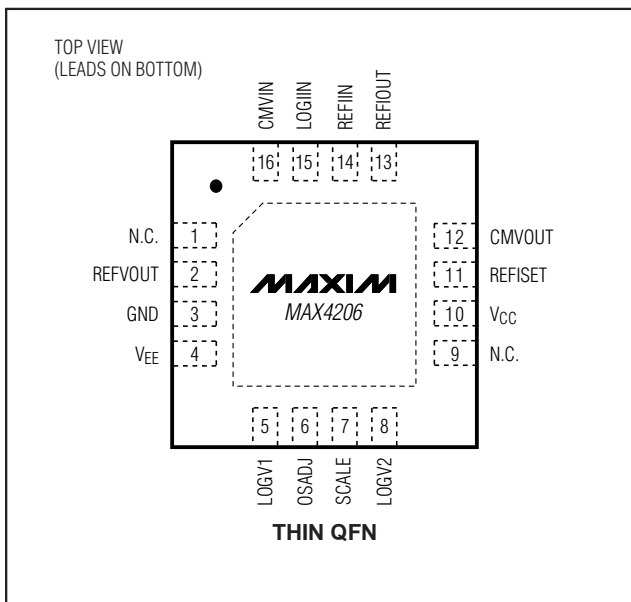 TOP VIEW
(LEADS ON BOTTOM)
CMVIN
LOGIIN
REFIIN
REFIOUT
16 15 14 13
N.C. 1
REFVOUT 2
GND 3
VEE 4
12 CMVOUT
11 REFISET
10 VCC
9 N.C.
MAXIM
MAX4206
5 6 7 8
LOGV1
OSADJ
SCALE
LOGV2
THIN QFN